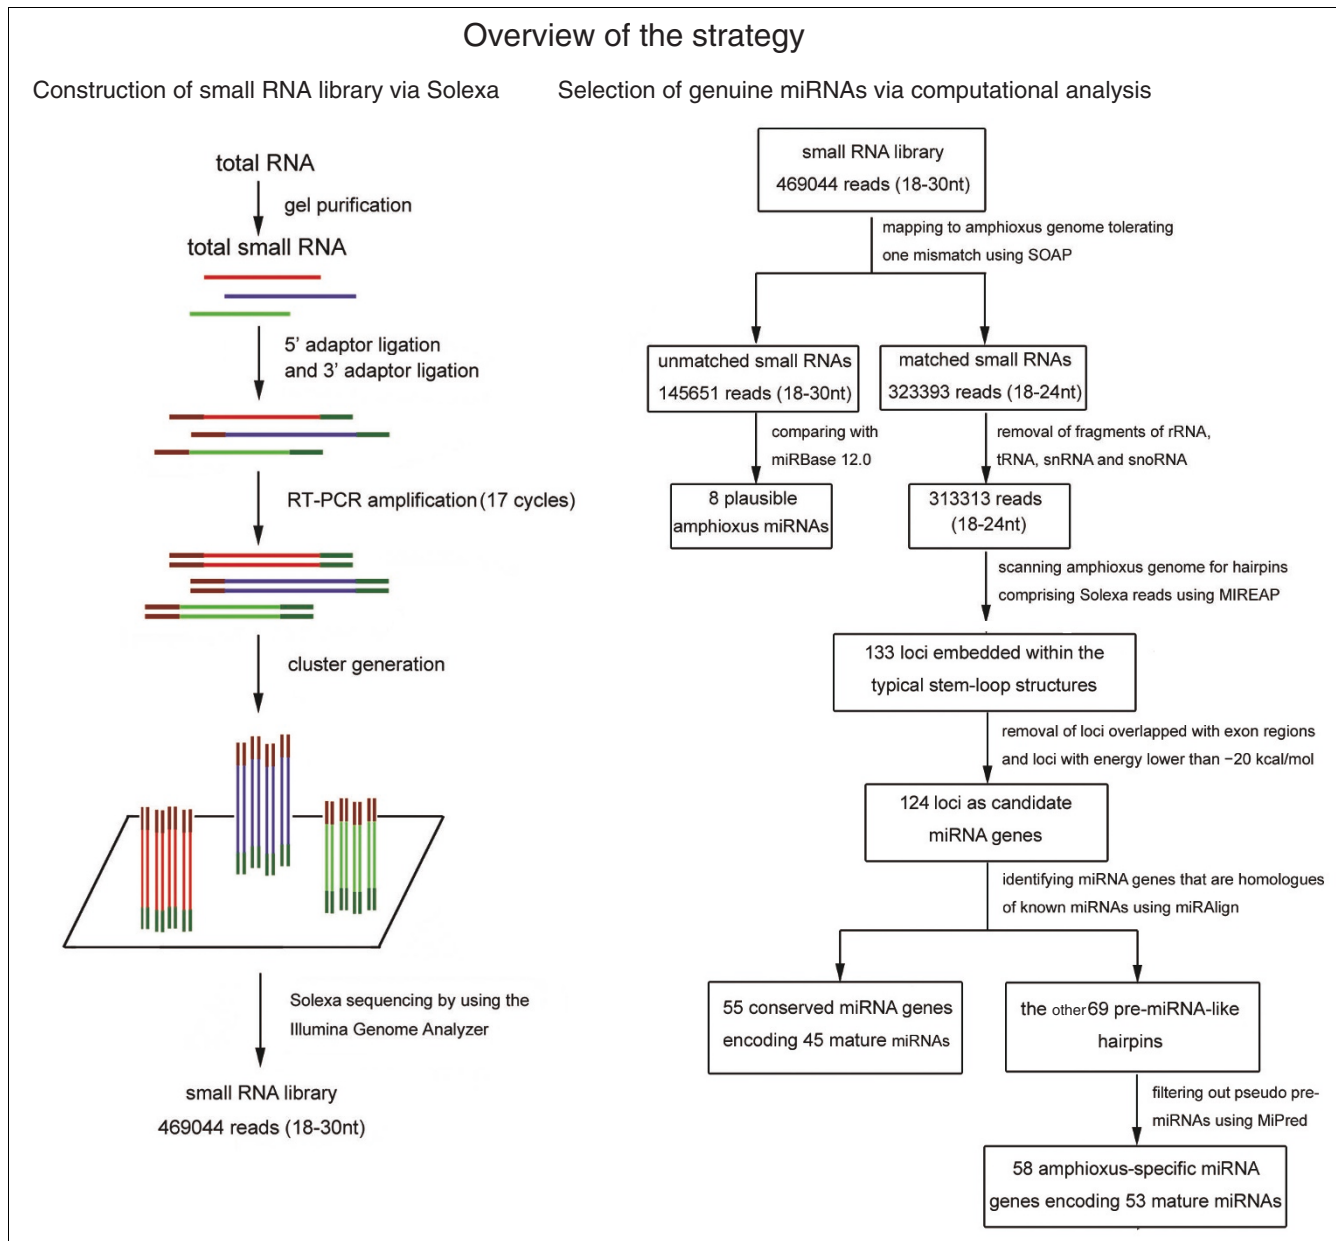 Overview of the strategy
Construction of small RNA library via Solexa
total RNA
gel purification
total small RNA
5' adaptor ligation
and 3' adaptor ligation
RT-PCR amplification (17 cycles)
cluster generation
Solexa sequencing by using the
Illumina Genome Analyzer
small RNA library
469044 reads (18-30nt)
Selection of genuine miRNAs via computational analysis
small RNA library
469044 reads (18-30nt)
mapping to amphioxus genome tolerating
one mismatch using SOAP
unmatched small RNAs
145651 reads (18-30nt)
matched small RNAs
323393 reads (18-24nt)
comparing with
miRBase 12.0
removal of fragments of rRNA,
tRNA, snRNA and snoRNA
8 plausible
amphioxus miRNAs
313313 reads
(18-24nt)
scanning amphioxus genome for hairpins
comprising Solexa reads using MIREAP
133 loci embedded within the
typical stem-loop structures
removal of loci overlapped with exon regions
and loci with energy lower than −20 kcal/mol
124 loci as candidate
miRNA genes
identifying miRNA genes that are homologues
of known miRNAs using miRAlign
55 conserved miRNA genes
encoding 45 mature miRNAs
the other 69 pre-miRNA-like
hairpins
filtering out pseudo pre-
miRNAs using MiPred
58 amphioxus-specific miRNA
genes encoding 53 mature miRNAs